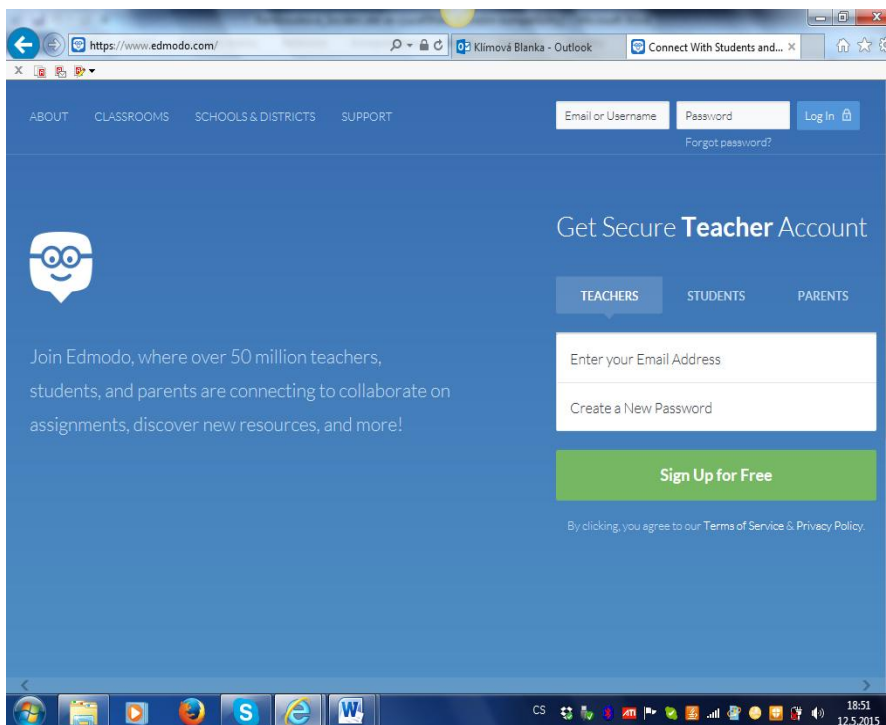 https://www.edmodo.com/
Klímová Blanka - Outlook
Connect With Students and...
ABOUT CLASSROOMS SCHOOLS & DISTRICTS SUPPORT
Email or Username Password Log In
Forgot password?
Get Secure Teacher Account
TEACHERS STUDENTS PARENTS
Join Edmodo, where over 50 million teachers,
students, and parents are connecting to collaborate on
assignments, discover new resources, and more!
Enter your Email Address
Create a New Password
Sign Up for Free
By clicking, you agree to our Terms of Service & Privacy Policy.
CS
18:51
12.5.2015